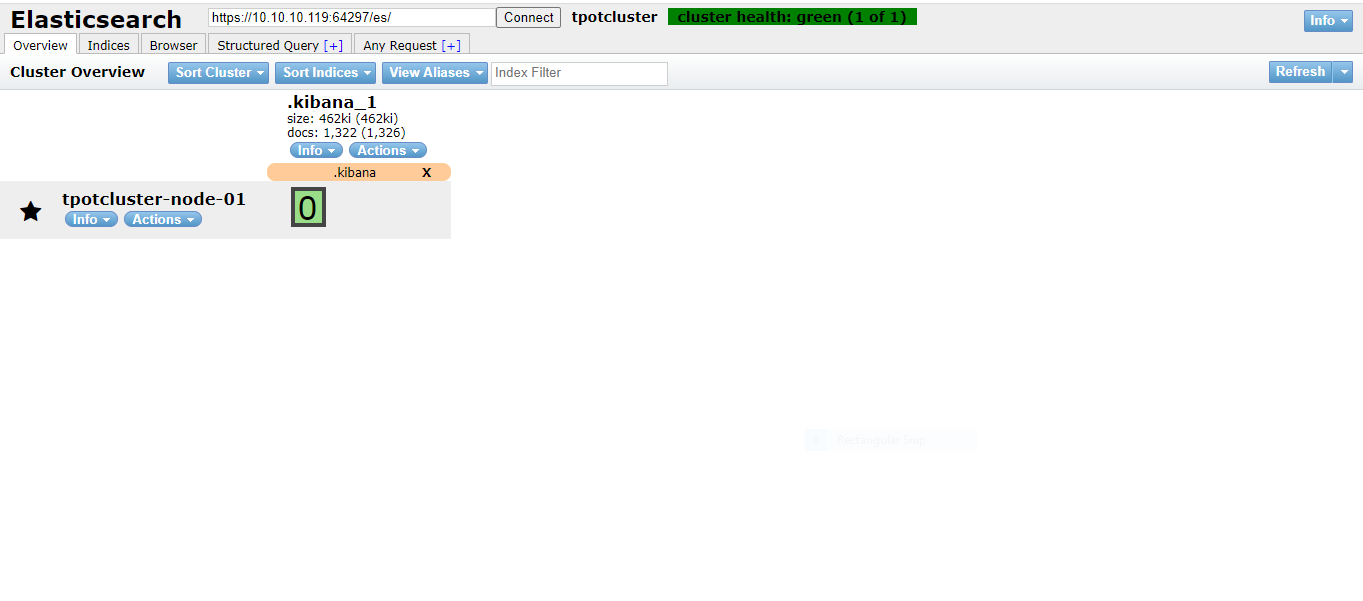 Elasticsearch https://10.10.10.119:64297/es/ Connect tpotcluster cluster health: green (1 of 1) Info
Overview Indices Browser Structured Query [+] Any Request [+]
Cluster Overview Sort Cluster Sort Indices View Aliases Index Filter Refresh
.kibana_1
size: 462ki (462ki)
docs: 1,322 (1,326)
Info Actions
.kibana X
tpotcluster-node-01 0
Info Actions
Rectangular Snip